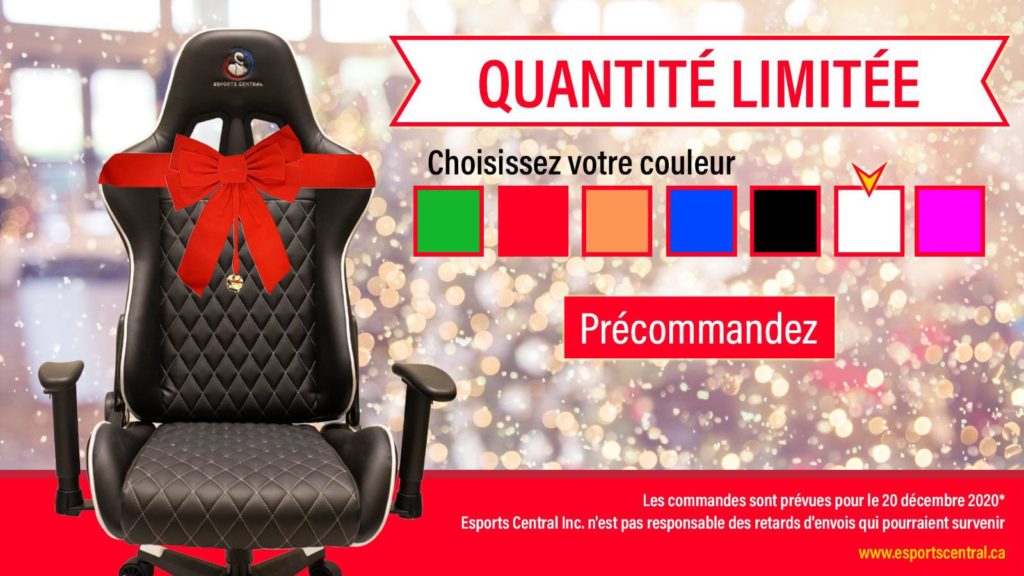 ESPORTS CENTRAL
QUANTITÉ LIMITÉE
Choisissez votre couleur
Précommandez
Les commandes sont prévues pour le 20 décembre 2020*
Esports Central Inc. n'est pas responsable des retards d'envois qui pourraient survenir
www.esportscentral.ca